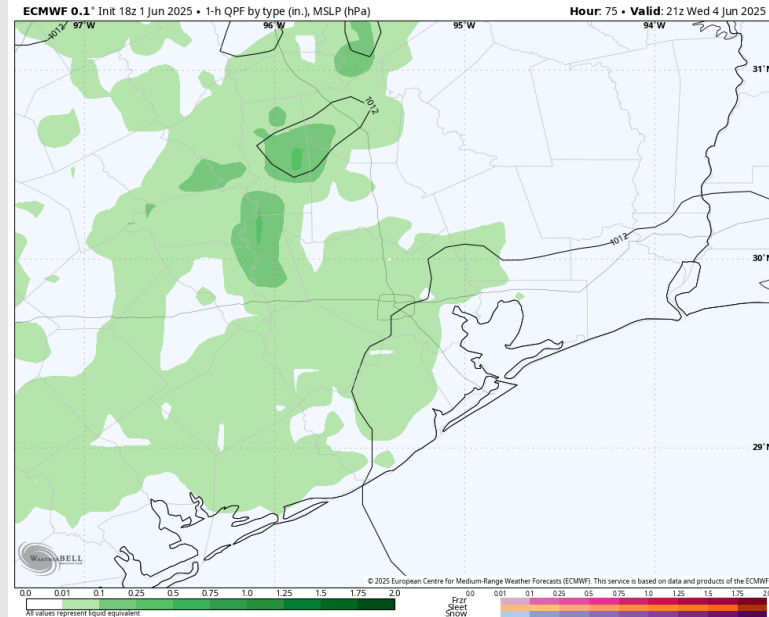 ECMWF 0.1° Init 18z 1 Jun 2025 • 1-h QPF by type (in.), MSLP (hPa) Hour: 75 • Valid: 21z Wed 4 Jun 2025
97°W 96°W 95°W 94°W
1012
31°N
1012
1012
30°N
29°N
WEATHERBELL
© 2025 European Centre for Medium-Range Weather Forecasts (ECMWF). This service is based on data and products of the ECMWF
0.0 0.01 0.1 0.25 0.5 0.75 1.0 1.25 1.5 1.75 2.0
All values represent liquid equivalent
0.0 0.01 0.1 0.25 0.5 0.75 1.0 1.25 1.5 1.75 2.0
Frzr
Sleet
Snow